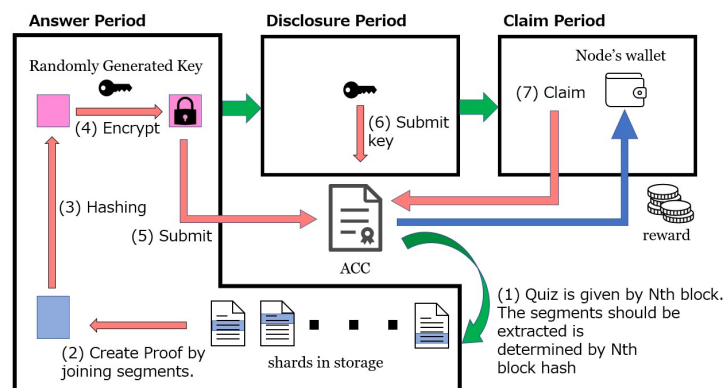 Answer Period
Disclosure Period
Claim Period
Randomly Generated Key
(4) Encrypt
(3) Hashing
(5) Submit
(6) Submit
key
Node's wallet
(7) Claim
reward
ACC
(1) Quiz is given by Nth block.
The segments should be
extracted is
determined by Nth
block hash
(2) Create Proof by
joining segments.
shards in storage